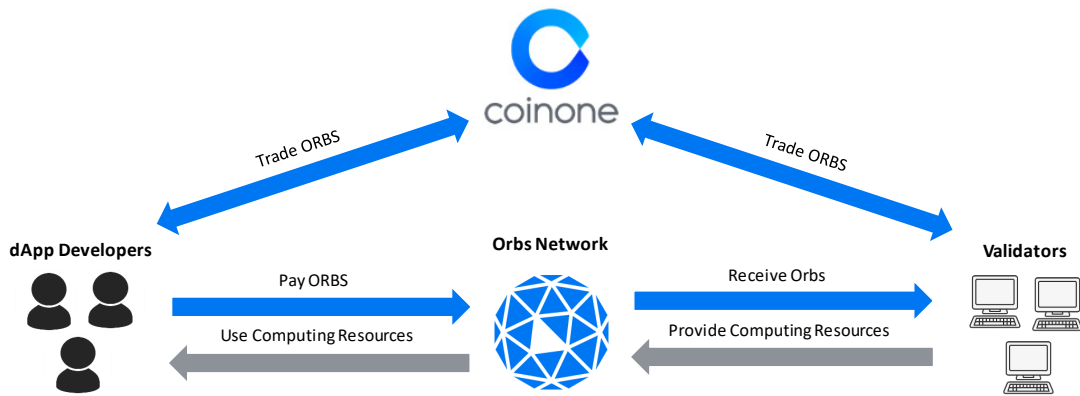 coinone
Trade ORBS
Trade ORBS
dApp Developers
Orbs Network
Validators
Pay ORBS
Receive Orbs
Use Computing Resources
Provide Computing Resources